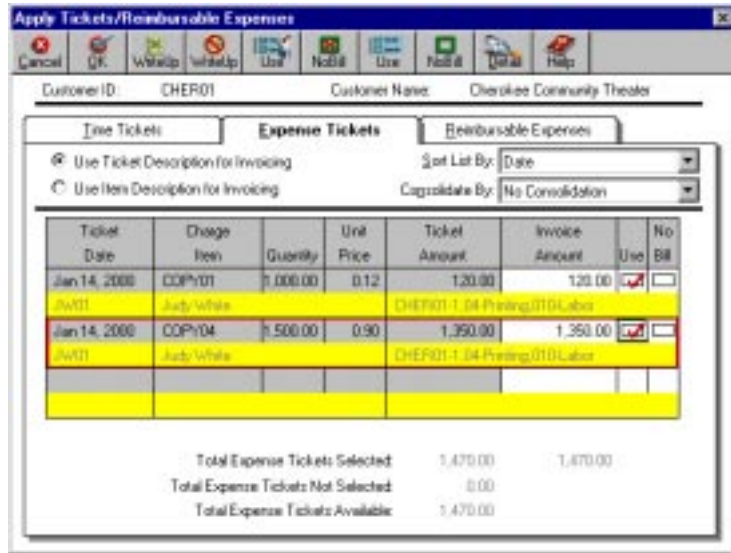 Apply Tickets/Reimbursable Expenses
Cancel OK WriteUp WriteUp Use NoBill Use NoBill Detail Help
Customer ID: CHER01 Customer Name: Cherokee Community Theater
Time Tickets Expense Tickets Reimbursable Expenses
Use Ticket Description for Invoicing Sort List By: Date
Use Item Description for Invoicing Consolidate By: No Consolidation
Ticket Charge Unit Ticket Invoice No
Date Item Quantity Price Amount Amount Use Bill
Jan 14, 2000 COPY01 1,000.00 0.12 120.00 120.00
JW01 Judy White CHER01-1,04-Printing,010-Labor
Jan 14, 2000 COPY04 1,500.00 0.90 1,350.00 1,350.00
JW01 Judy White CHER01-1,04-Printing,010-Labor
Total Expense Tickets Selected: 1,470.00 1,470.00
Total Expense Tickets Not Selected: 0.00
Total Expense Tickets Available: 1,470.00